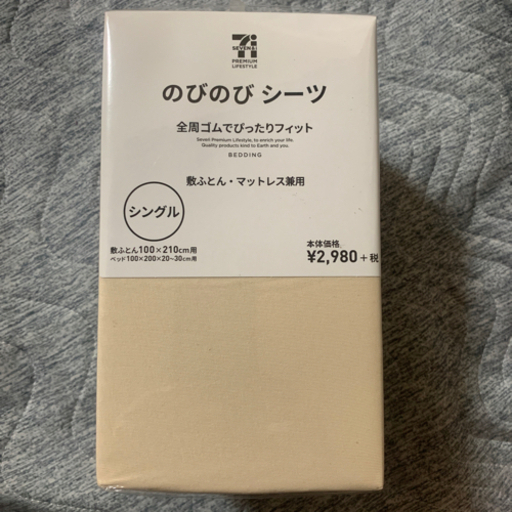 7i
SEVEN&i
PREMIUM
LIFESTYLE
のびのび シーツ
全周ゴムでぴったりフィット
Seven Premium Lifestyle, to enrich your life.
Quality products kind to Earth and you.
BEDDING
敷ふとん・マットレス兼用
シングル
敷ふとん100×210cm用
ベッド100×200×20~30cm用
本体価格
¥2,980+税